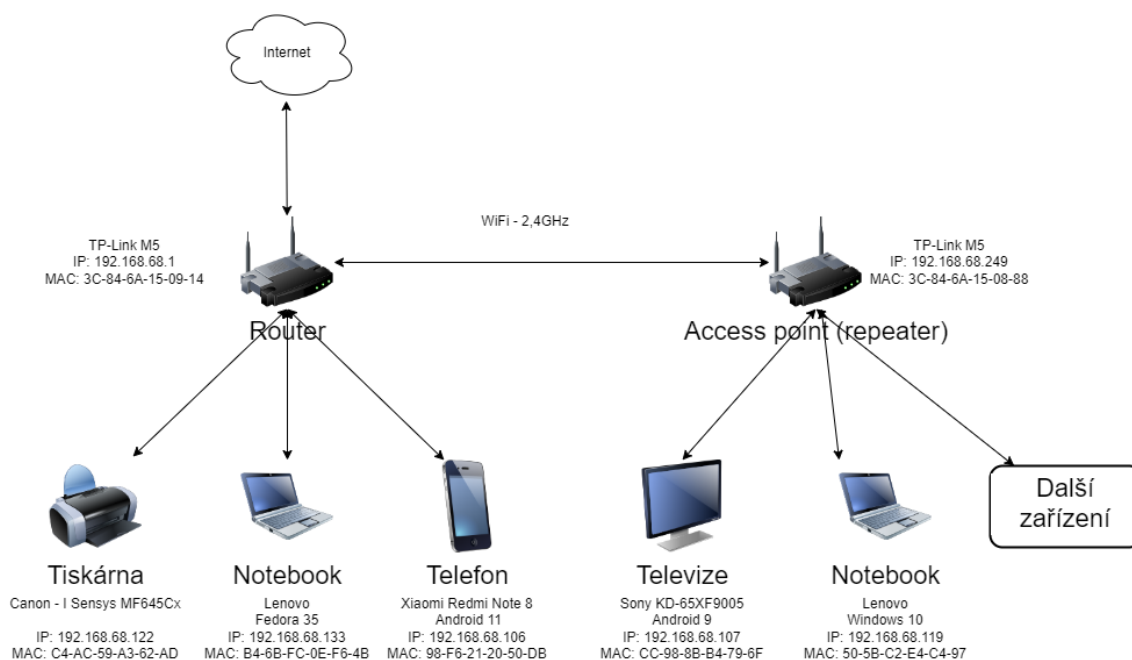 Internet
WiFi - 2,4GHz
TP-Link M5
IP: 192.168.68.1
MAC: 3C-84-6A-15-09-14
TP-Link M5
IP: 192.168.68.249
MAC: 3C-84-6A-15-08-88
Router
Access point (repeater)
Další
zařízení
Tiskárna
Canon - I Sensys MF645Cx
IP: 192.168.68.122
MAC: C4-AC-59-A3-62-AD
Notebook
Lenovo
Fedora 35
IP: 192.168.68.133
MAC: B4-6B-FC-0E-F6-4B
Telefon
Xiaomi Redmi Note 8
Android 11
IP: 192.168.68.106
MAC: 98-F6-21-20-50-DB
Televize
Sony KD-65XF9005
Android 9
IP: 192.168.68.107
MAC: CC-98-8B-B4-79-6F
Notebook
Lenovo
Windows 10
IP: 192.168.68.119
MAC: 50-5B-C2-E4-C4-97